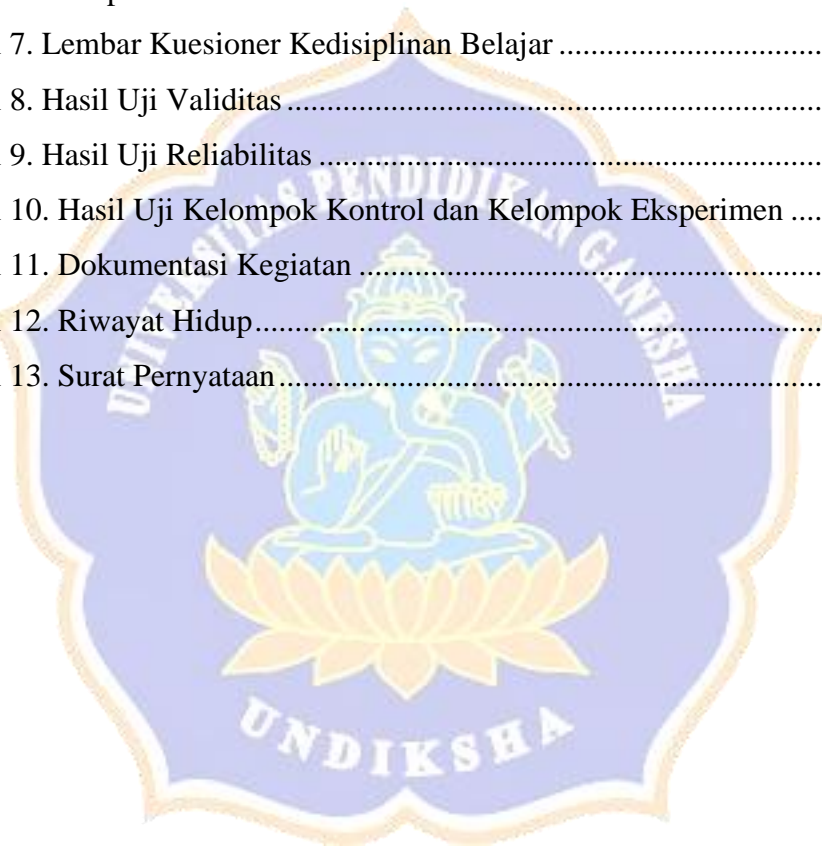 7. Lembar Kuesioner Kedisiplinan Belajar ..................................
8. Hasil Uji Validitas ....................................................................
9. Hasil Uji Reliabilitas ................................................................
10. Hasil Uji Kelompok Kontrol dan Kelompok Eksperimen ....
11. Dokumentasi Kegiatan ...........................................................
12. Riwayat Hidup.........................................................................
13. Surat Pernyataan.....................................................................
UNIVERSITAS PENDIDIKAN GANESHA
UNDIKSHA